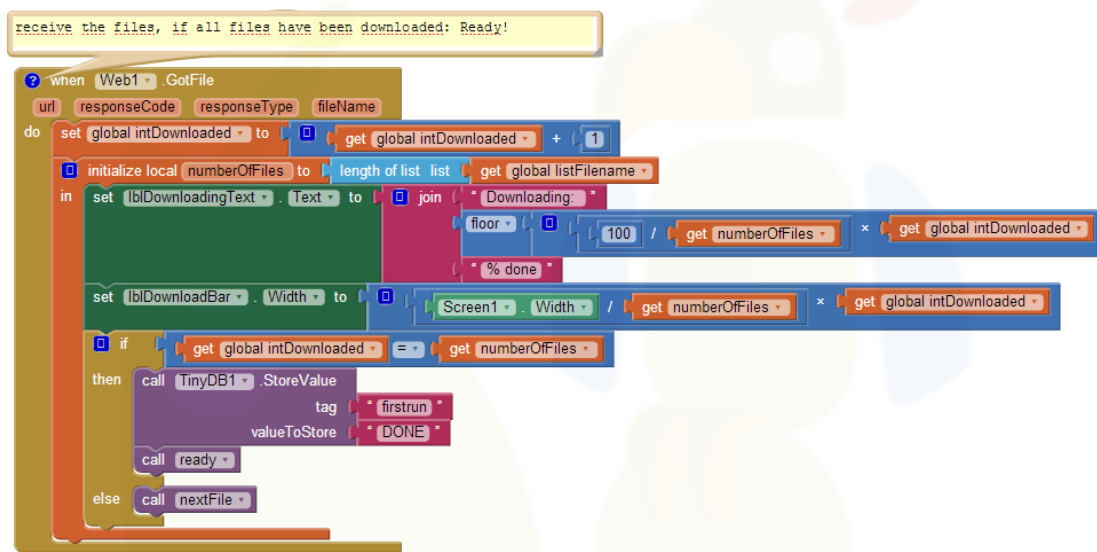 receive the files, if all files have been downloaded: Ready!
? when Web1 .GotFile
url responseCode responseType fileName
do set global intDownloaded to get global intDownloaded + 1
initialize local numberOfFiles to length of list list get global listFilename
in set lblDownloadingText . Text to join " Downloading: "
floor 100 / get numberOfFiles × get global intDownloaded
" % done "
set lblDownloadBar . Width to Screen1 . Width / get numberOfFiles × get global intDownloaded
if get global intDownloaded = get numberOfFiles
then call TinyDB1 .StoreValue
tag " firstrun "
valueToStore " DONE "
call ready
else call nextFile